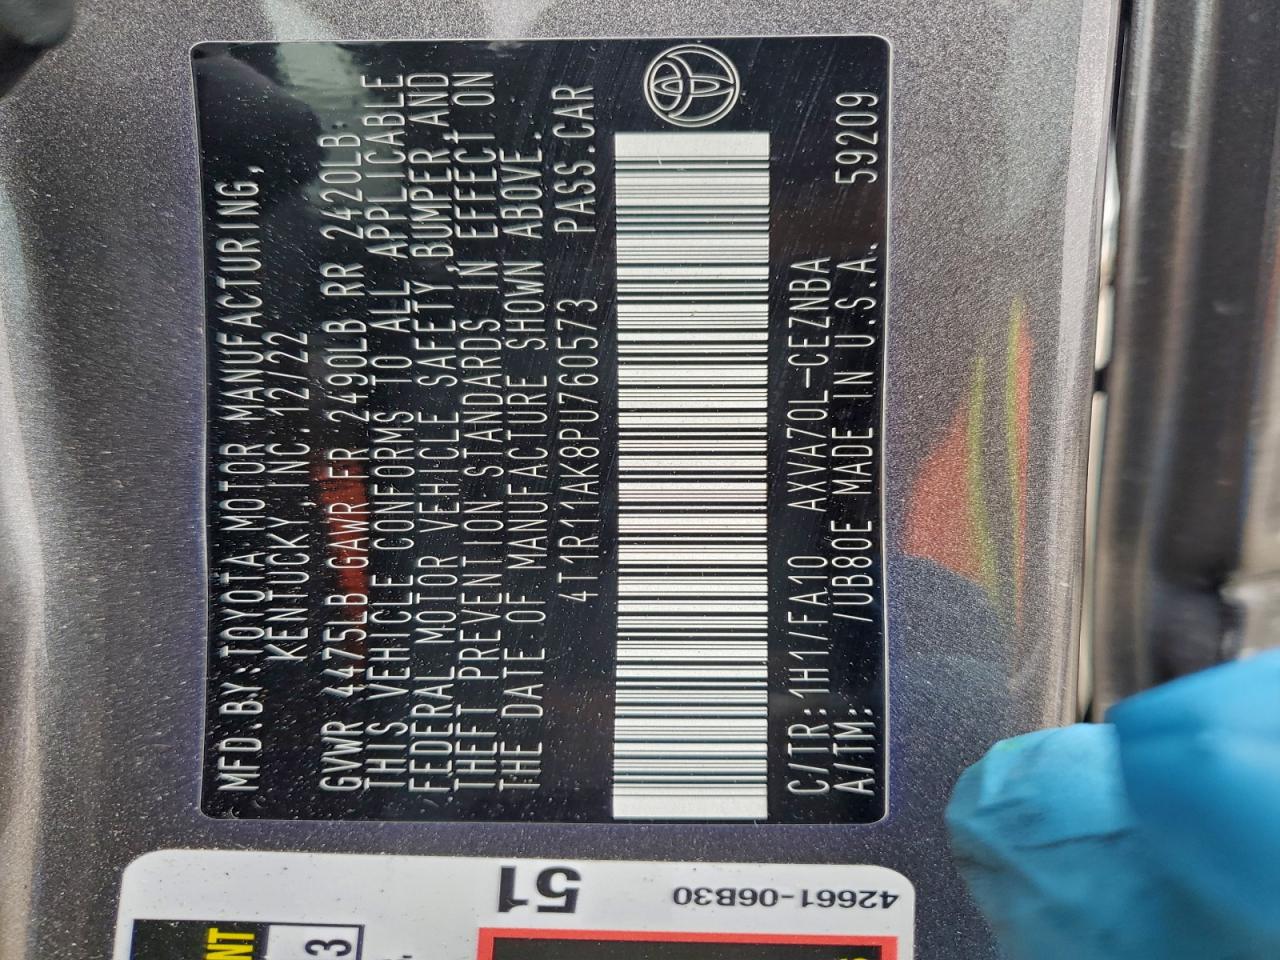 MFD.BY:TOYOTA MOTOR MANUFACTURING,
KENTUCKY,INC. 12/22
GVWR 4475LB GAWR FR 2490LB RR 2420LB
THIS VEHICLE CONFORMS TO ALL APPLICABLE
FEDERAL MOTOR VEHICLE SAFETY,BUMPER,AND
THEFT PREVENTION STANDARDS IN EFFECT ON
THE DATE OF MANUFACTURE SHOWN ABOVE.
4T1R11AK8PU760573 PASS.CAR
C/TR:1H1/FA10 AXVA70L-CEZNBA
A/TM: /UB80E MADE IN U.S.A. 59209
51
42661-06B30
3